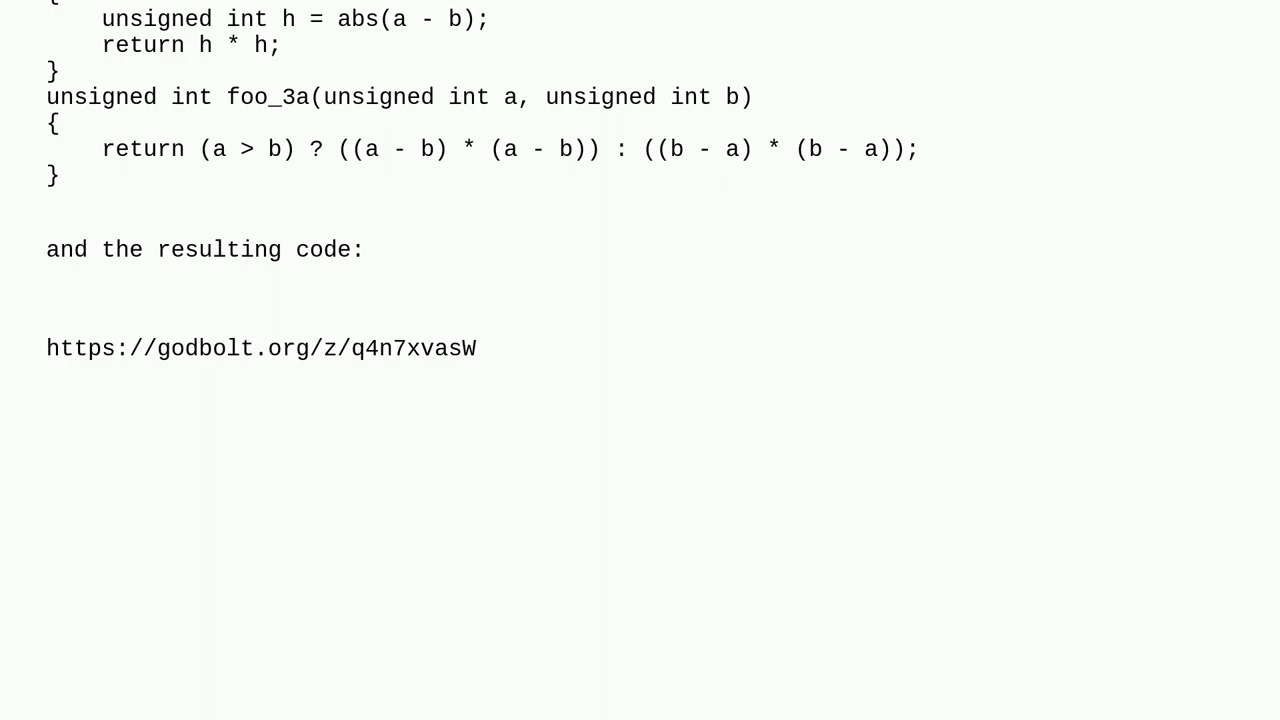 {
    unsigned int h = abs(a - b);
    return h * h;
}
unsigned int foo_3a(unsigned int a, unsigned int b)
{
    return (a > b) ? ((a - b) * (a - b)) : ((b - a) * (b - a));
}
and the resulting code:
https://godbolt.org/z/q4n7xvasW